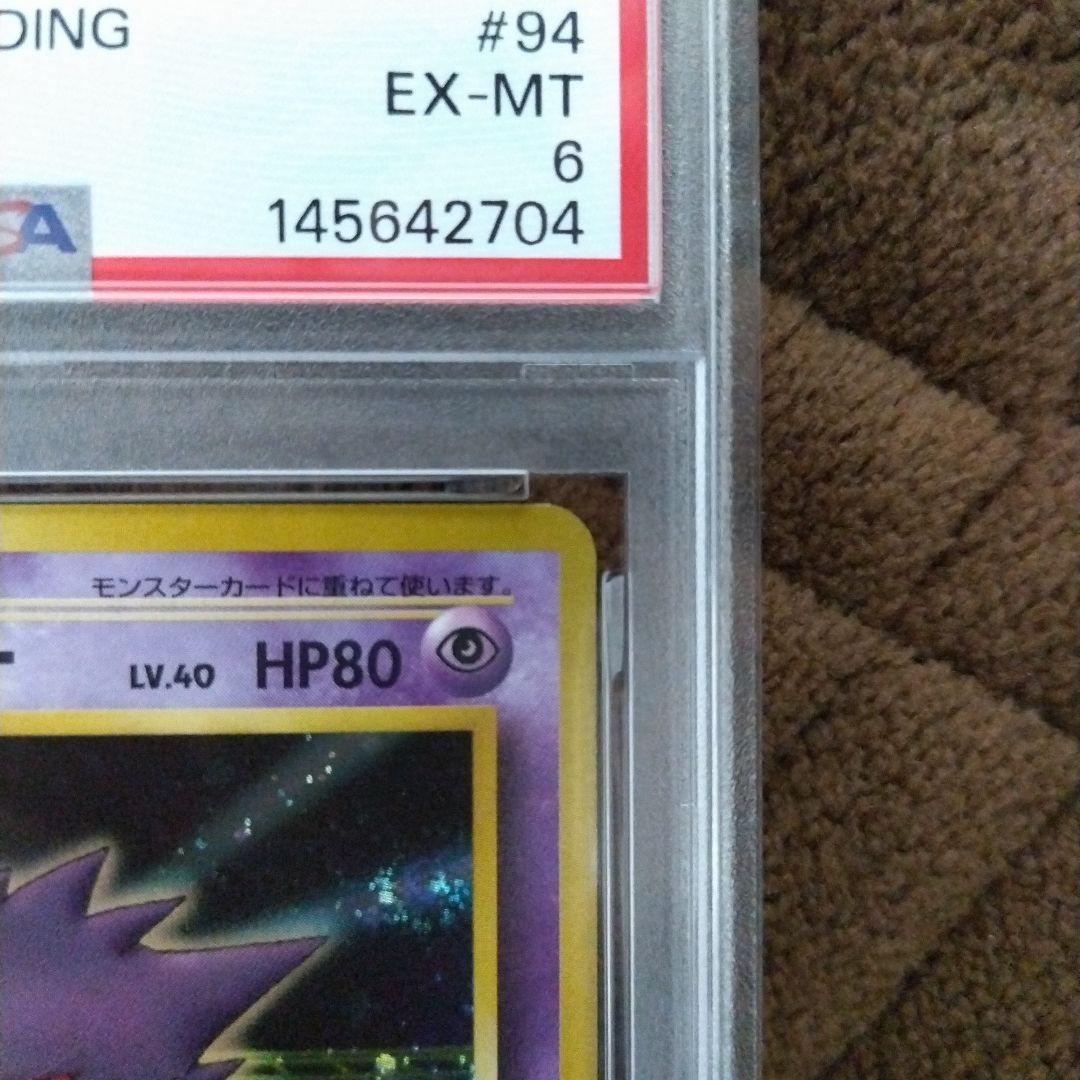 DING #94
EX-MT
6
SA 145642704
モンスターカードに重ねて使います。
LV.40 HP80